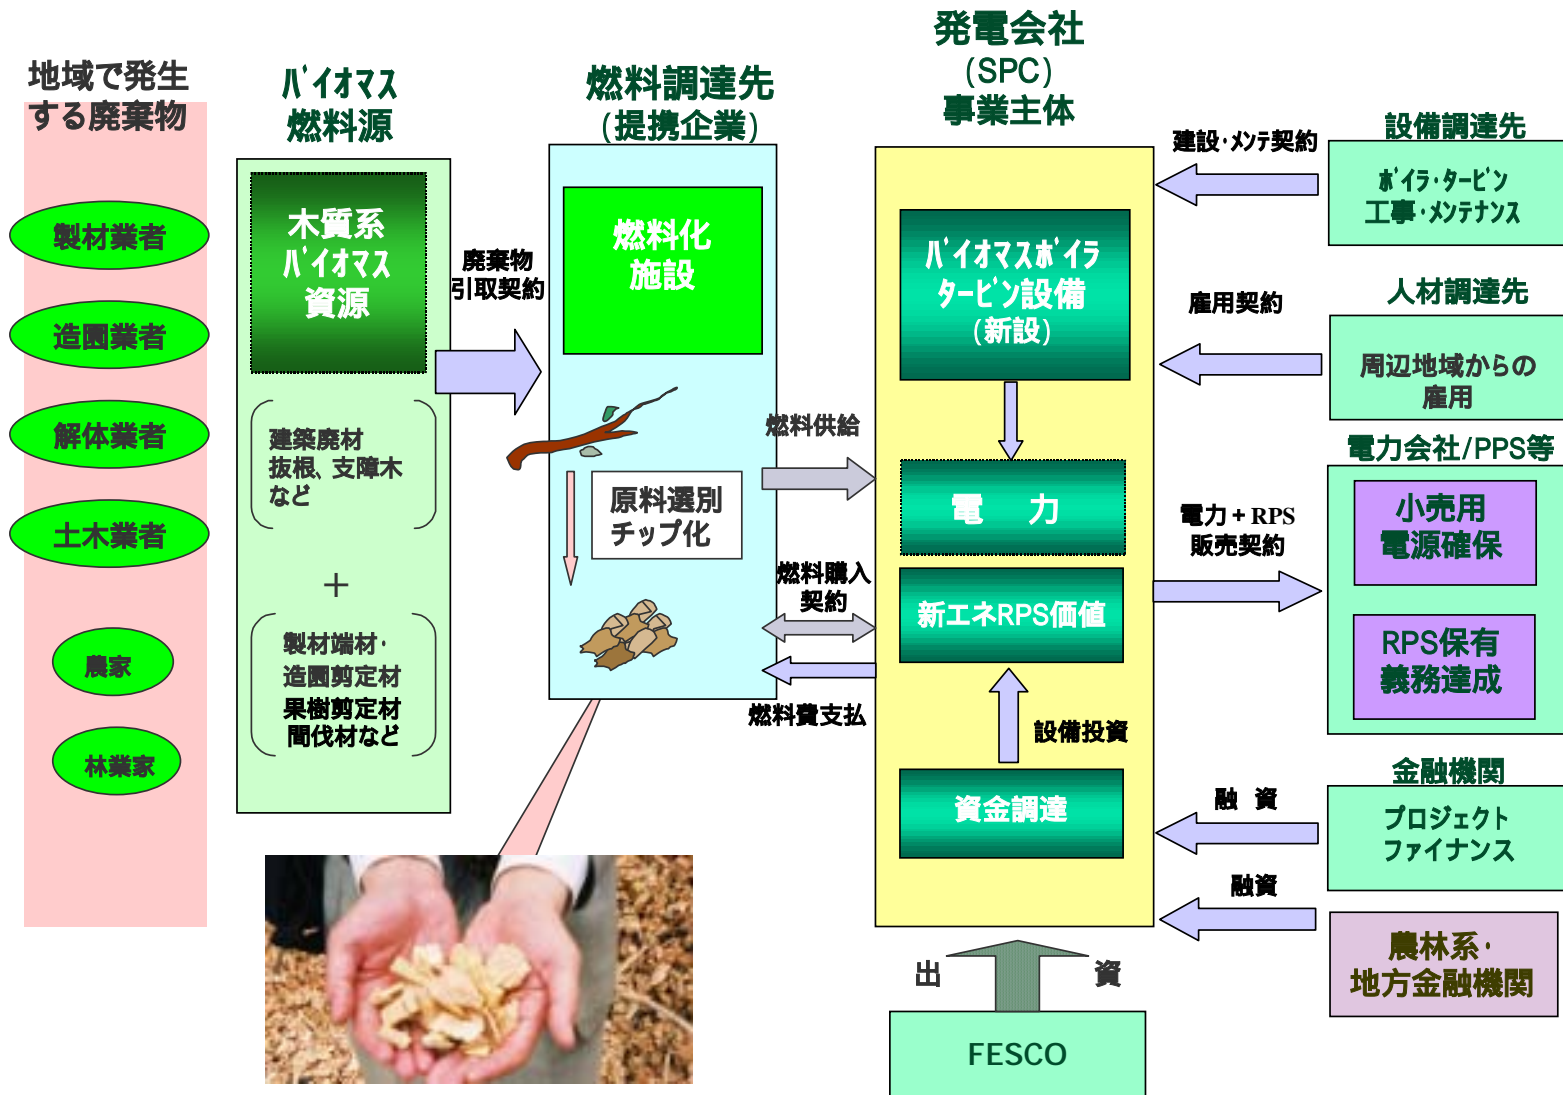 地域で発生
する廃棄物
製材業者
造園業者
解体業者
土木業者
農家
林業家
ﾊﾞイオマス
燃料源
木質系
ﾊﾞイオマス
資源
建築廃材
抜根、支障木
など
＋
製材端材・
造園剪定材
果樹剪定材
間伐材など
廃棄物
引取契約
燃料調達先
(提携企業)
燃料化
施設
原料選別
チップ化
燃料供給
燃料購入
契約
燃料費支払
発電会社
(SPC)
事業主体
ﾊﾞイオマスﾎﾞイラ
ﾀｰﾋﾞン設備
(新設)
電　力
新エネRPS価値
設備投資
資金調達
出　資
FESCO
建設・ﾒﾝﾃ契約
設備調達先
ﾎﾞイラ・ﾀｰﾋﾞン
工事・ﾒﾝテナンス
雇用契約
人材調達先
周辺地域からの
雇用
電力会社/PPS等
電力+RPS
販売契約
小売用
電源確保
RPS保有
義務達成
金融機関
融　資
プロジェクト
ファイナンス
融資
農林系・
地方金融機関